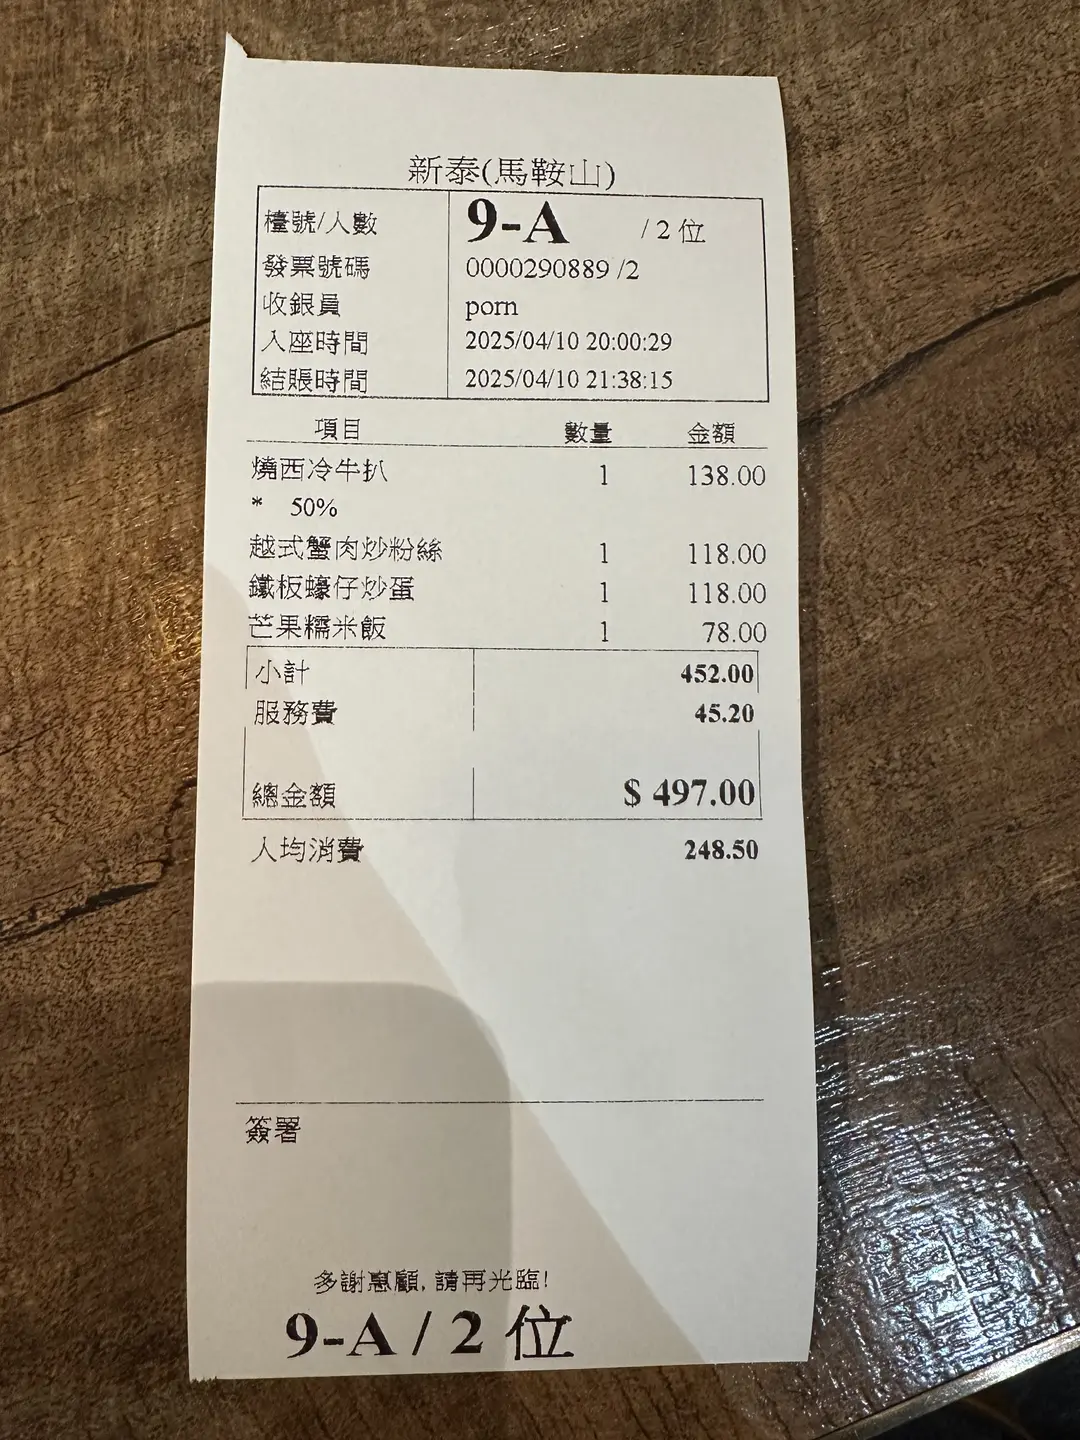 新泰(馬鞍山)
檯號/人數 9-A /2 位
發票號碼 0000290889 /2
收銀員 porn
入座時間 2025/04/10 20:00:29
結賬時間 2025/04/10 21:38:15
項目 數量 金額
燒西冷牛扒 1 138.00
* 50%
越式蟹肉炒粉絲 1 118.00
鐵板蠔仔炒蛋 1 118.00
芒果糯米飯 1 78.00
小計 452.00
服務費 45.20
總金額 $ 497.00
人均消費 248.50
簽署
多謝惠顧, 請再光臨!
9-A / 2 位